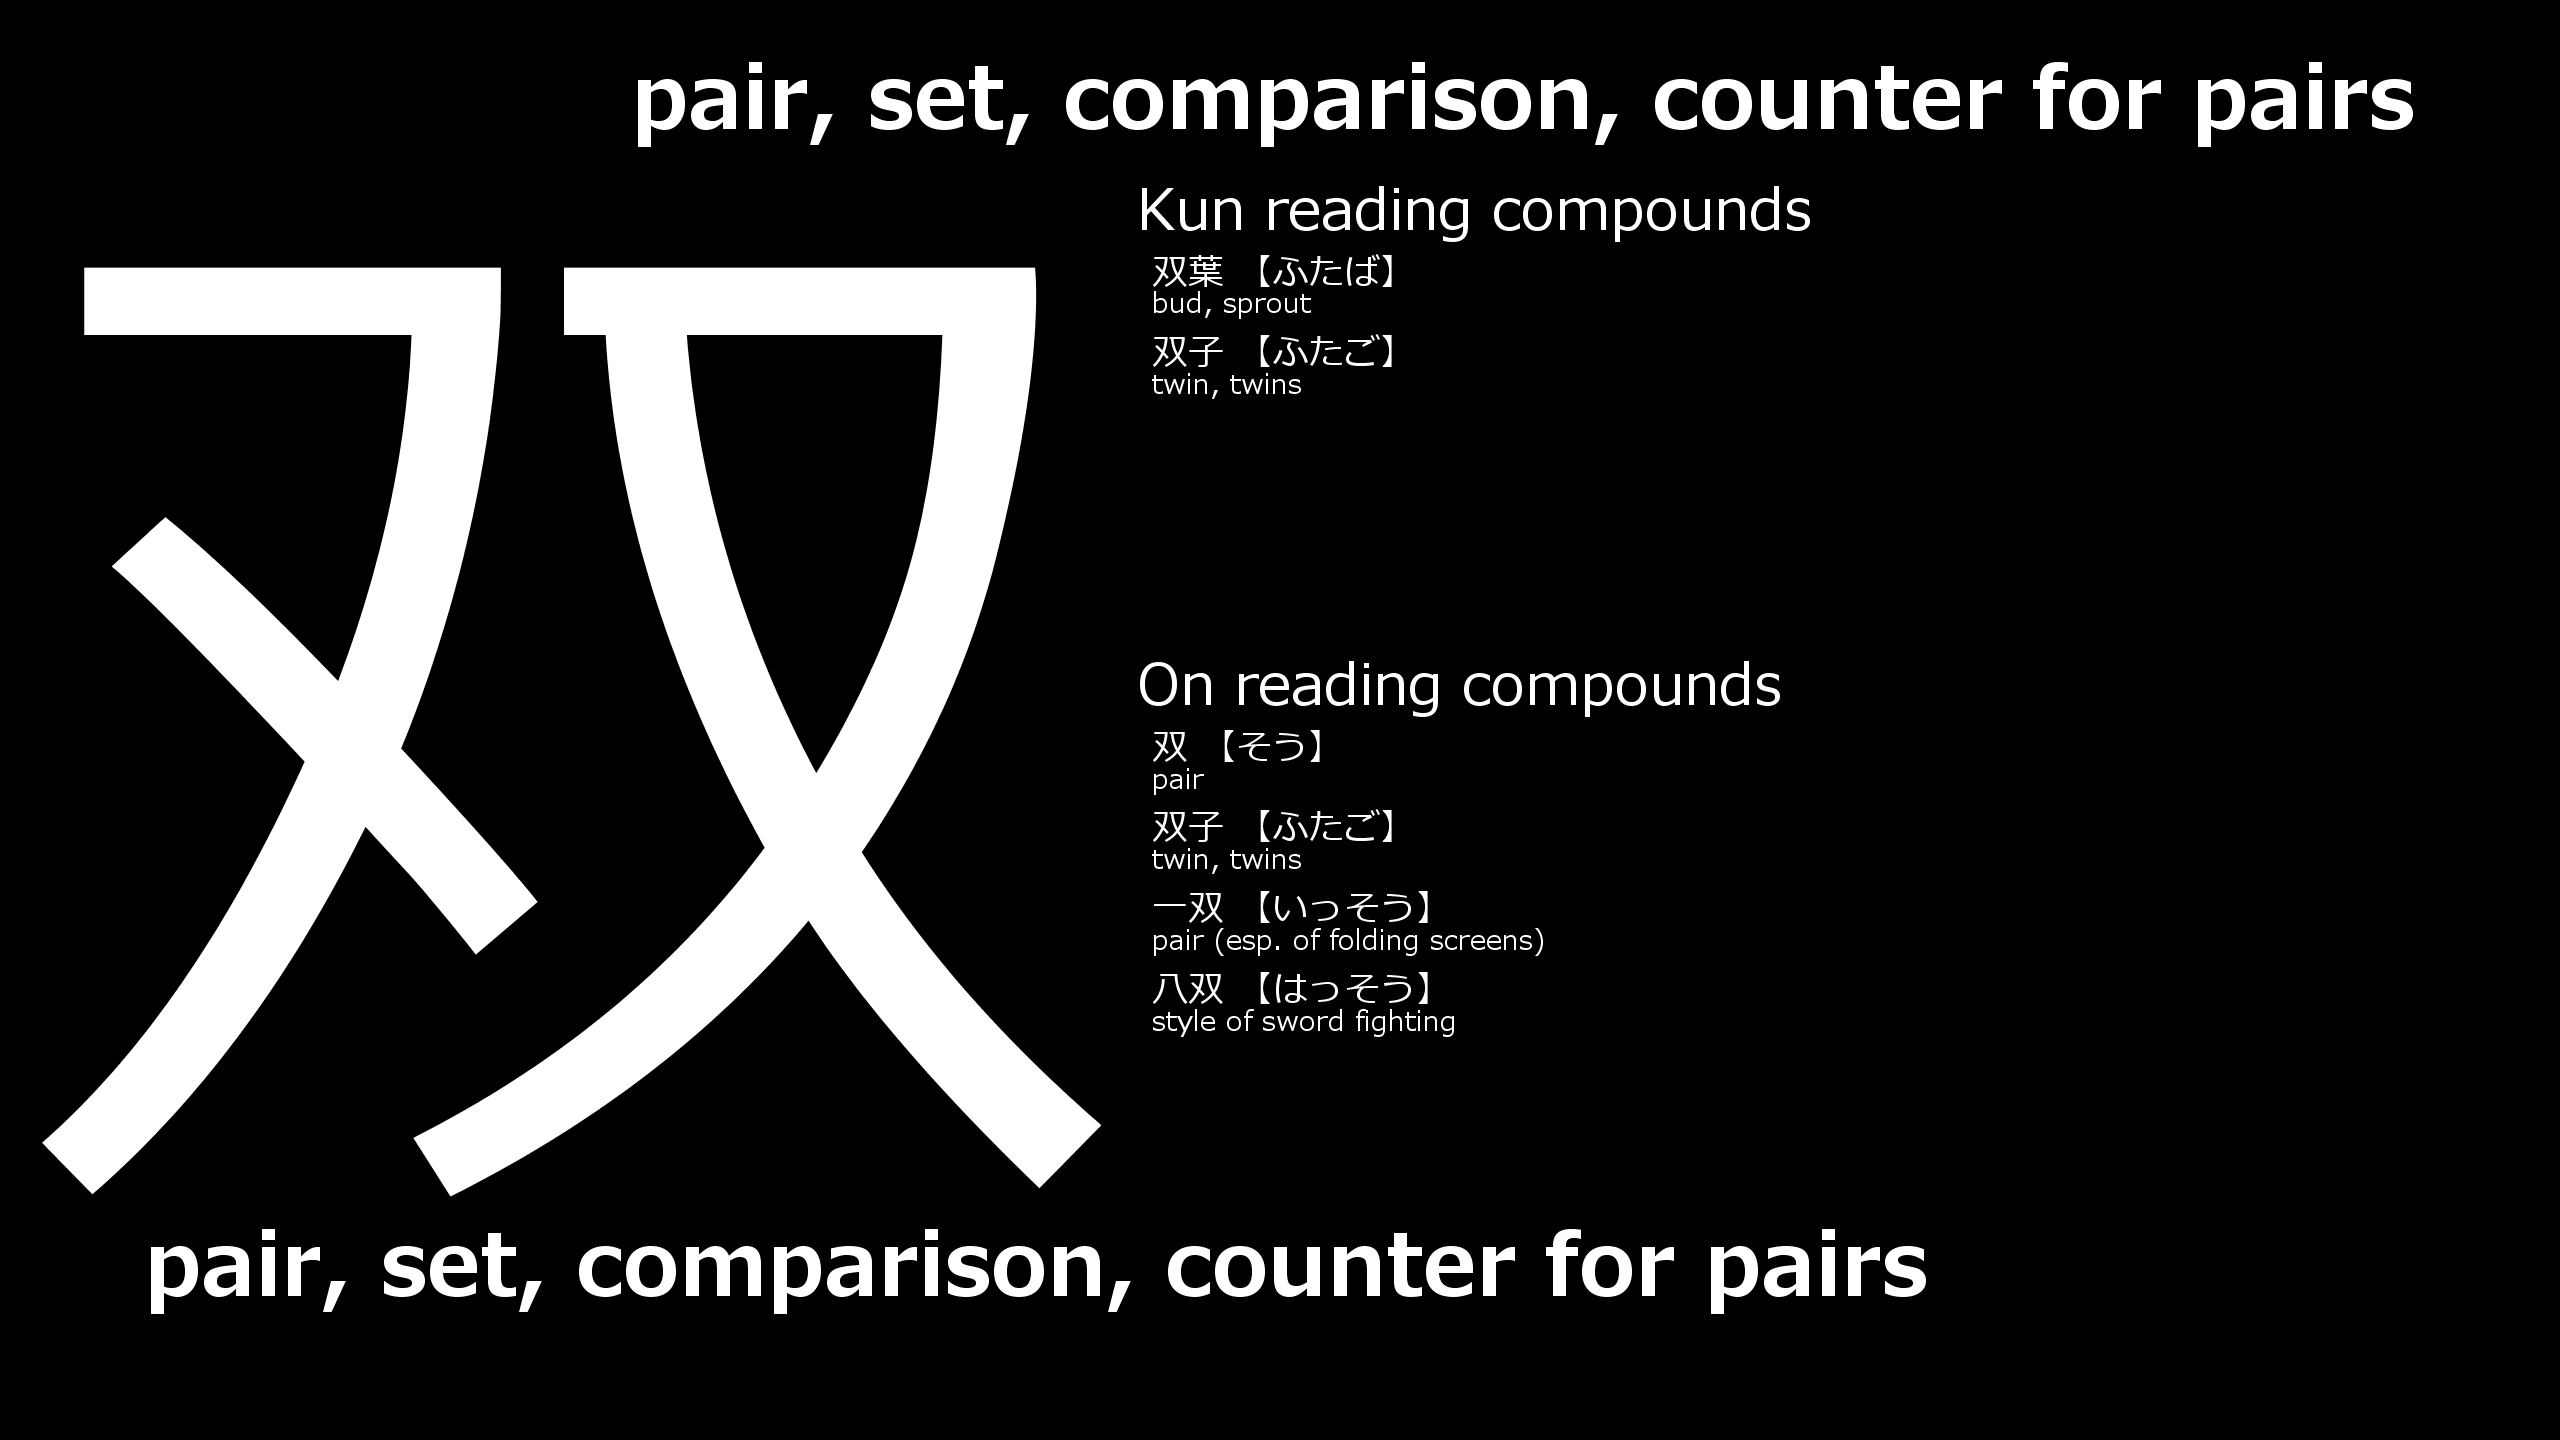 pair, set, comparison, counter for pairs
双
Kun reading compounds
双葉 【ふたば】
bud, sprout
双子 【ふたご】
twin, twins
On reading compounds
双 【そう】
pair
双子 【ふたご】
twin, twins
一双 【いっそう】
pair (esp. of folding screens)
八双 【はっそう】
style of sword fighting
pair, set, comparison, counter for pairs